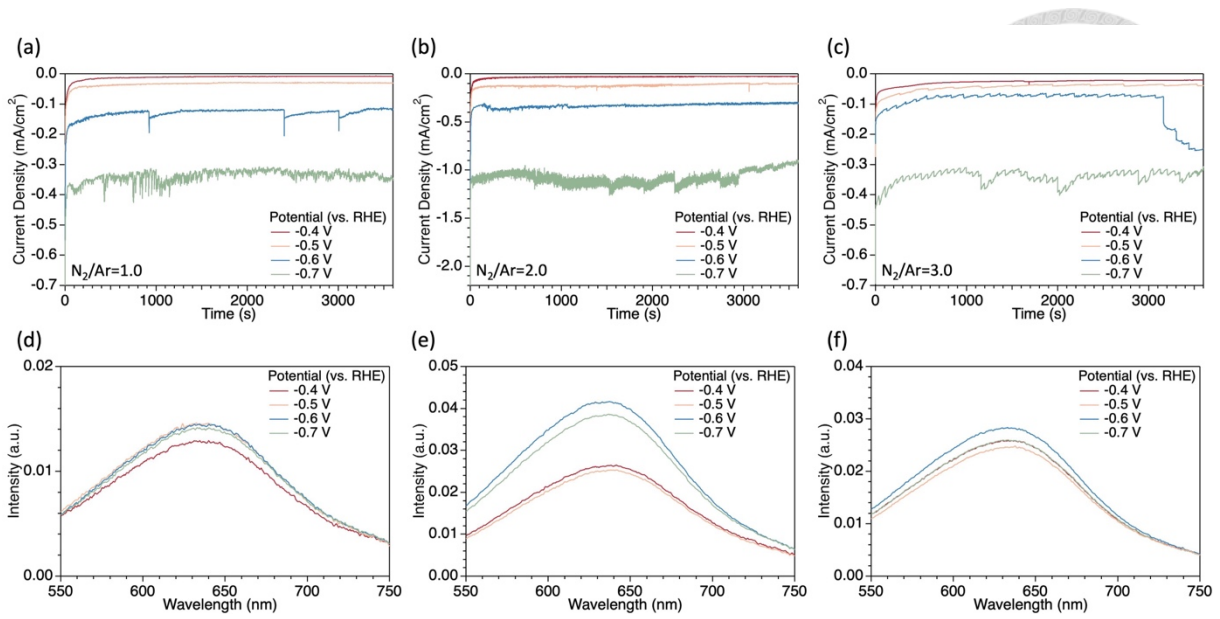 (a)
0.0
-0.1
-0.2
-0.3
-0.4
-0.5
-0.6
-0.7
Current Density (mA/cm²)
Potential (vs. RHE)
-0.4 V
-0.5 V
-0.6 V
-0.7 V
N₂/Ar=1.0
0 1000 2000 3000
Time (s)
(b)
0.0
-0.5
-1.0
-1.5
-2.0
Current Density (mA/cm²)
Potential (vs. RHE)
-0.4 V
-0.5 V
-0.6 V
-0.7 V
N₂/Ar=2.0
0 1000 2000 3000
Time (s)
(c)
0.0
-0.1
-0.2
-0.3
-0.4
-0.5
-0.6
-0.7
Current Density (mA/cm²)
Potential (vs. RHE)
-0.4 V
-0.5 V
-0.6 V
-0.7 V
N₂/Ar=3.0
0 1000 2000 3000
Time (s)
(d)
0.02
0.01
0.00
Intensity (a.u.)
Potential (vs. RHE)
-0.4 V
-0.5 V
-0.6 V
-0.7 V
550 600 650 700 750
Wavelength (nm)
(e)
0.05
0.04
0.03
0.02
0.01
0.00
Intensity (a.u.)
Potential (vs. RHE)
-0.4 V
-0.5 V
-0.6 V
-0.7 V
550 600 650 700 750
Wavelength (nm)
(f)
0.04
0.03
0.02
0.01
0.00
Intensity (a.u.)
Potential (vs. RHE)
-0.4 V
-0.5 V
-0.6 V
-0.7 V
550 600 650 700 750
Wavelength (nm)